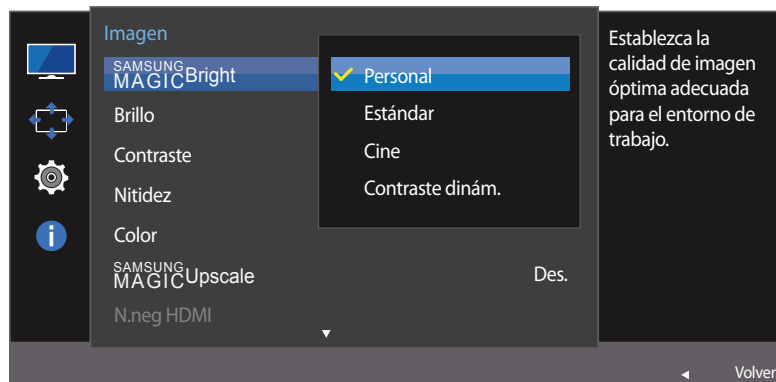 Imagen
SAMSUNG
MAGICBright
Brillo
Contraste
Nitidez
Color
SAMSUNG
MAGICUpscale
Des.
N.neg HDMI
Personal
Estándar
Cine
Contraste dinám.
Establezca la
calidad de imagen
óptima adecuada
para el entorno de
trabajo.
Volver